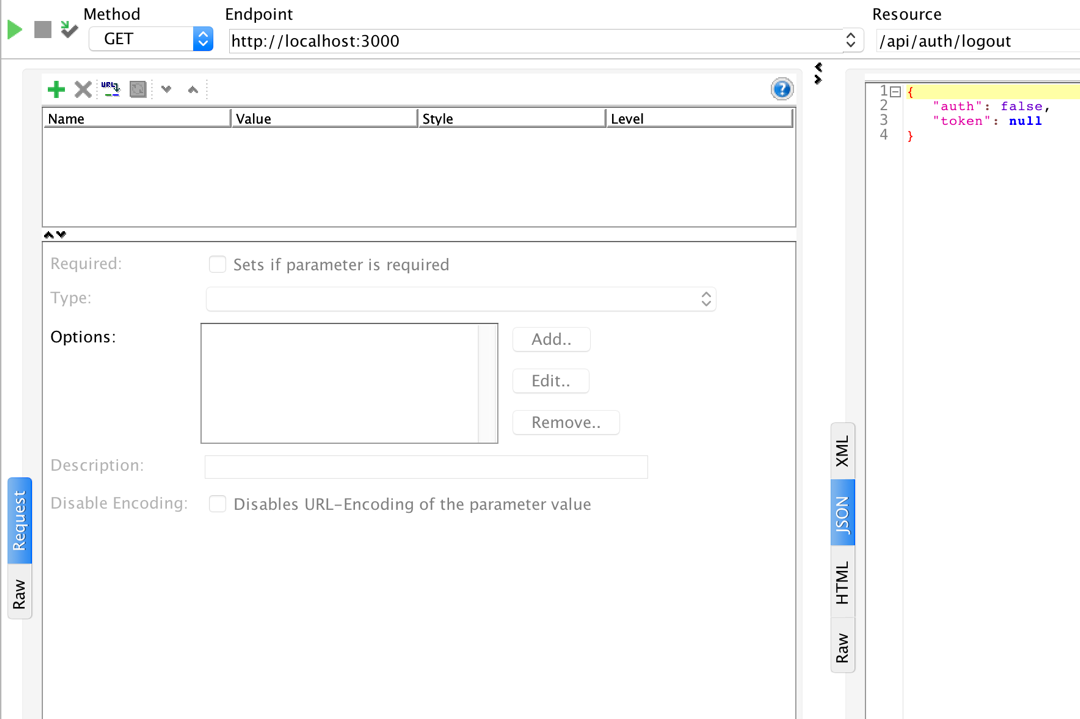 Method Endpoint Resource
GET http://localhost:3000 /api/auth/logout
URL
?
Name Value Style Level
Required: Sets if parameter is required
Type:
Options:
Add..
Edit..
Remove..
Description:
Disable Encoding: Disables URL-Encoding of the parameter value
Request
Raw
XML
JSON
HTML
Raw
1 {
2 "auth": false,
3 "token": null
4 }